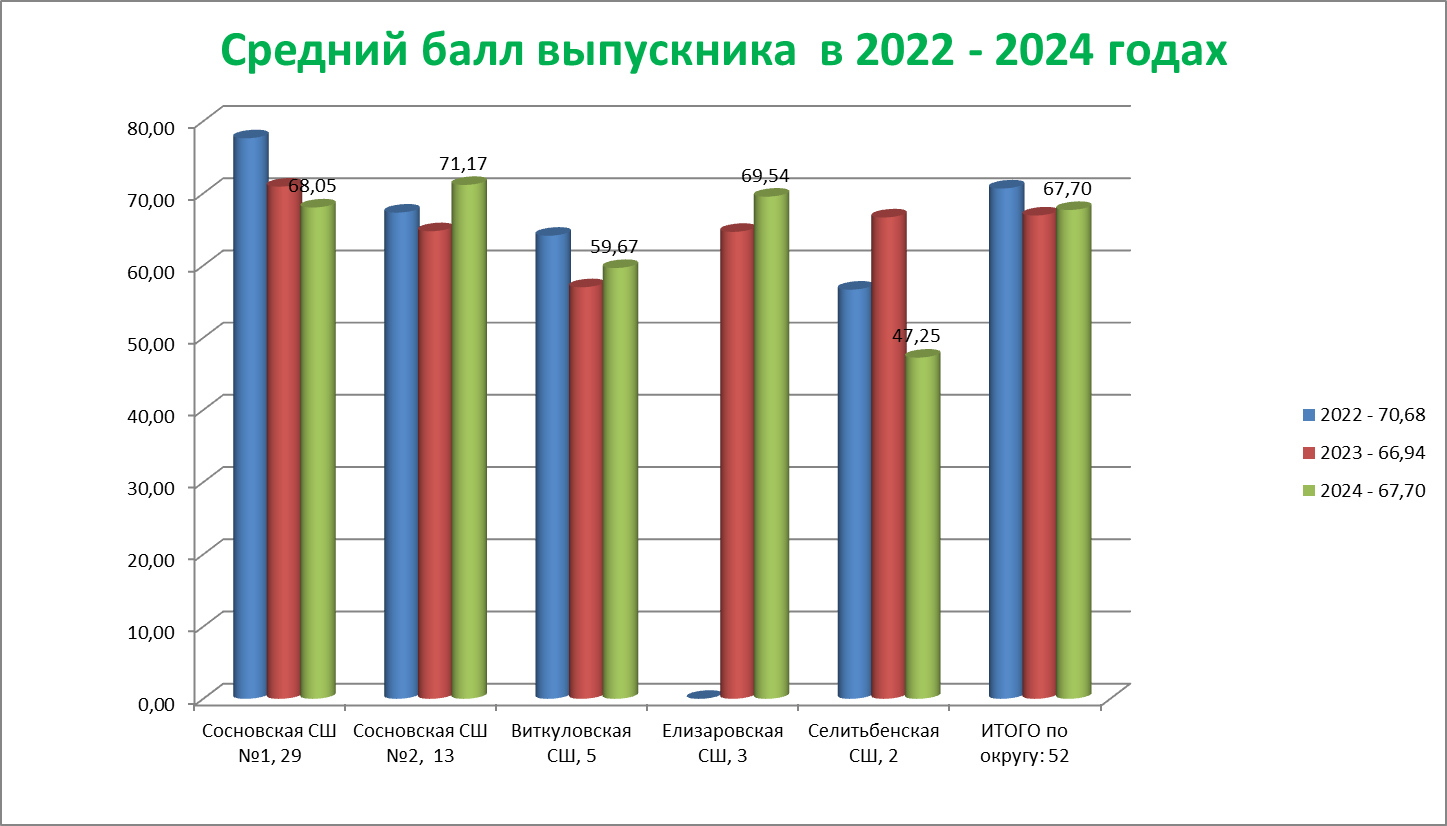 Средний балл выпускника  в 2022 - 2024 годах
80,00
70,00
60,00
50,00
40,00
30,00
20,00
10,00
0,00
68,05
71,17
59,67
69,54
47,25
67,70
Сосновская СШ
№1, 29
Сосновская СШ
№2,  13
Виткуловская
СШ, 5
Елизаровская
СШ, 3
Селитьбенская
СШ, 2
ИТОГО по
округу: 52
2022 - 70,68
2023 - 66,94
2024 - 67,70